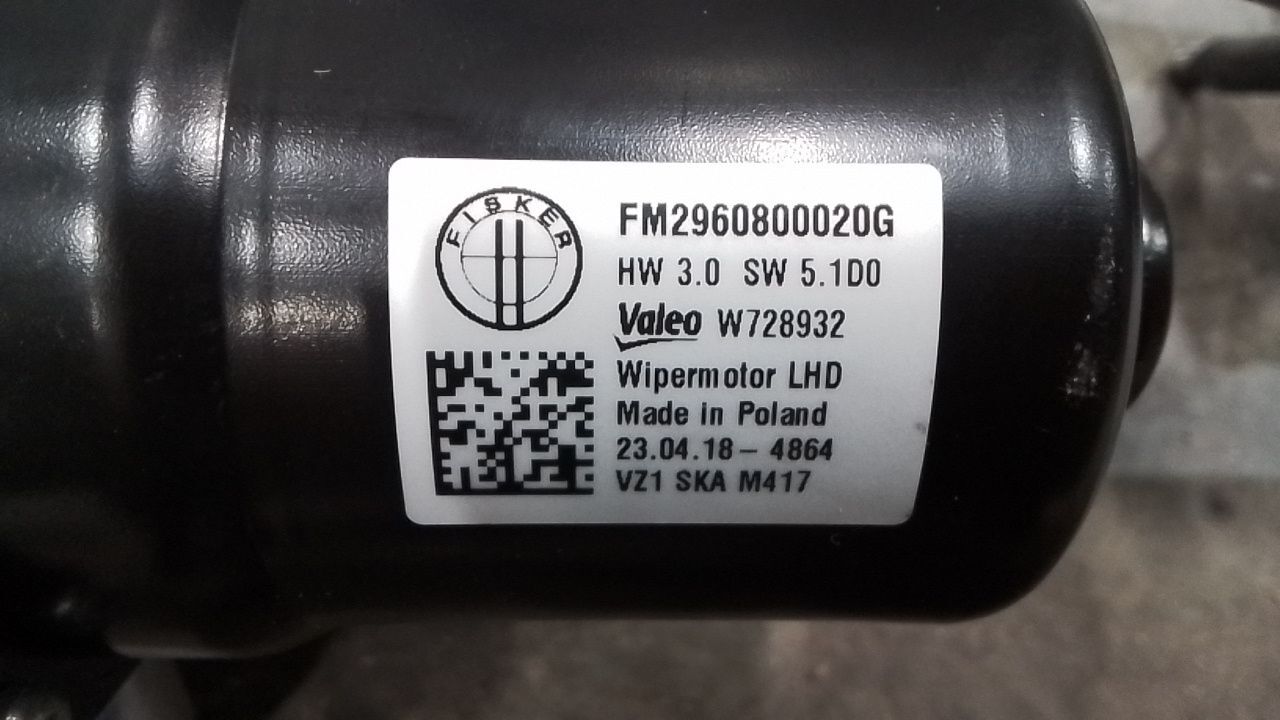 FISKER
FM2960800020G
HW 3.0 SW 5.1D0
Valeo W728932
Wipermotor LHD
Made in Poland
23.04.18 – 4864
VZ1 SKA M417